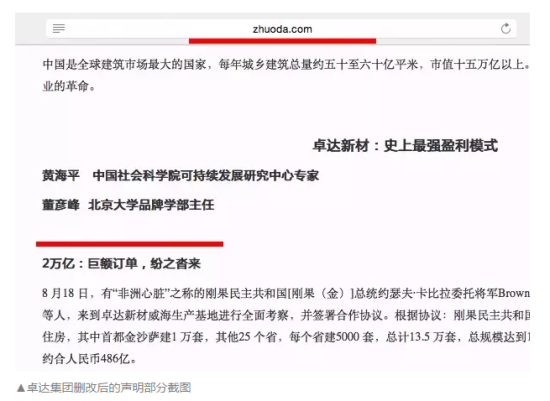 zhuoda.com
中国是全球建筑市场最大的国家，每年城乡建筑总量约五十至六十亿平米，市值十五万亿以上。
业的革命。
卓达新材：史上最强盈利模式
黄海平 中国社会科学院可持续发展研究中心专家
董彦峰 北京大学品牌学部主任
2万亿：巨额订单，纷之沓来
8 月 18 日，有“非洲心脏”之称的刚果民主共和国[刚果（金）]总统约瑟夫·卡比拉委托将军Brown
等人，来到卓达新材威海生产基地进行全面考察，并签署合作协议。根据协议：刚果民主共和国
住房，其中首都金沙萨建1 万套，其他25 个省，每个省建5000 套，总计13.5 万套，总规模达到1
约合人民币486亿。
▲卓达集团删改后的声明部分截图